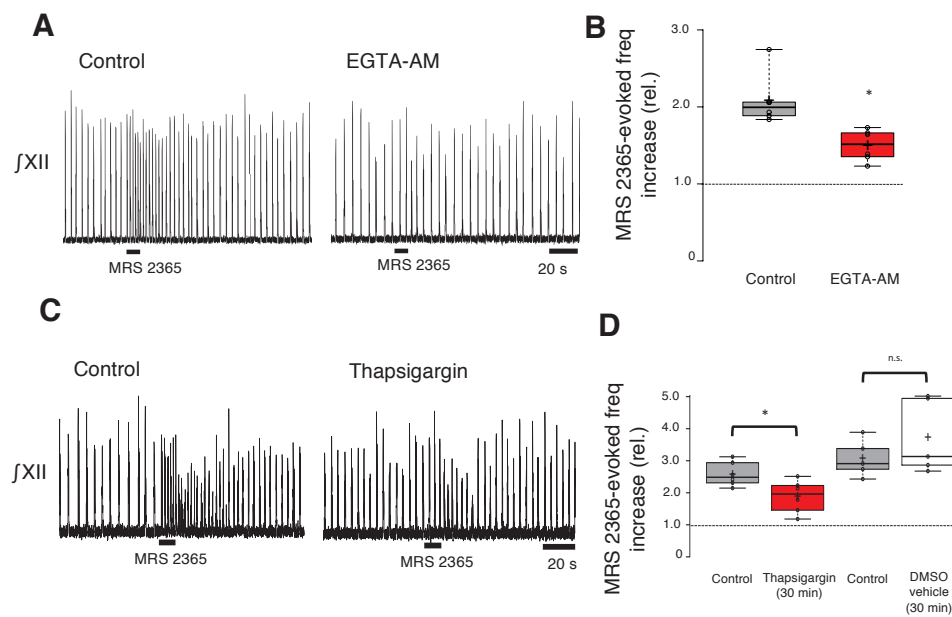 A
Control
EGTA-AM
∫XII
MRS 2365
MRS 2365
20 s
B
MRS 2365-evoked freq
increase (rel.)
3.0
2.0
1.0
0
*
Control
EGTA-AM
C
Control
Thapsigargin
∫XII
MRS 2365
MRS 2365
20 s
D
MRS 2365-evoked freq
increase (rel.)
5.0
4.0
3.0
2.0
1.0
0
*
n.s.
Control
Thapsigargin
(30 min)
Control
DMSO
vehicle
(30 min)